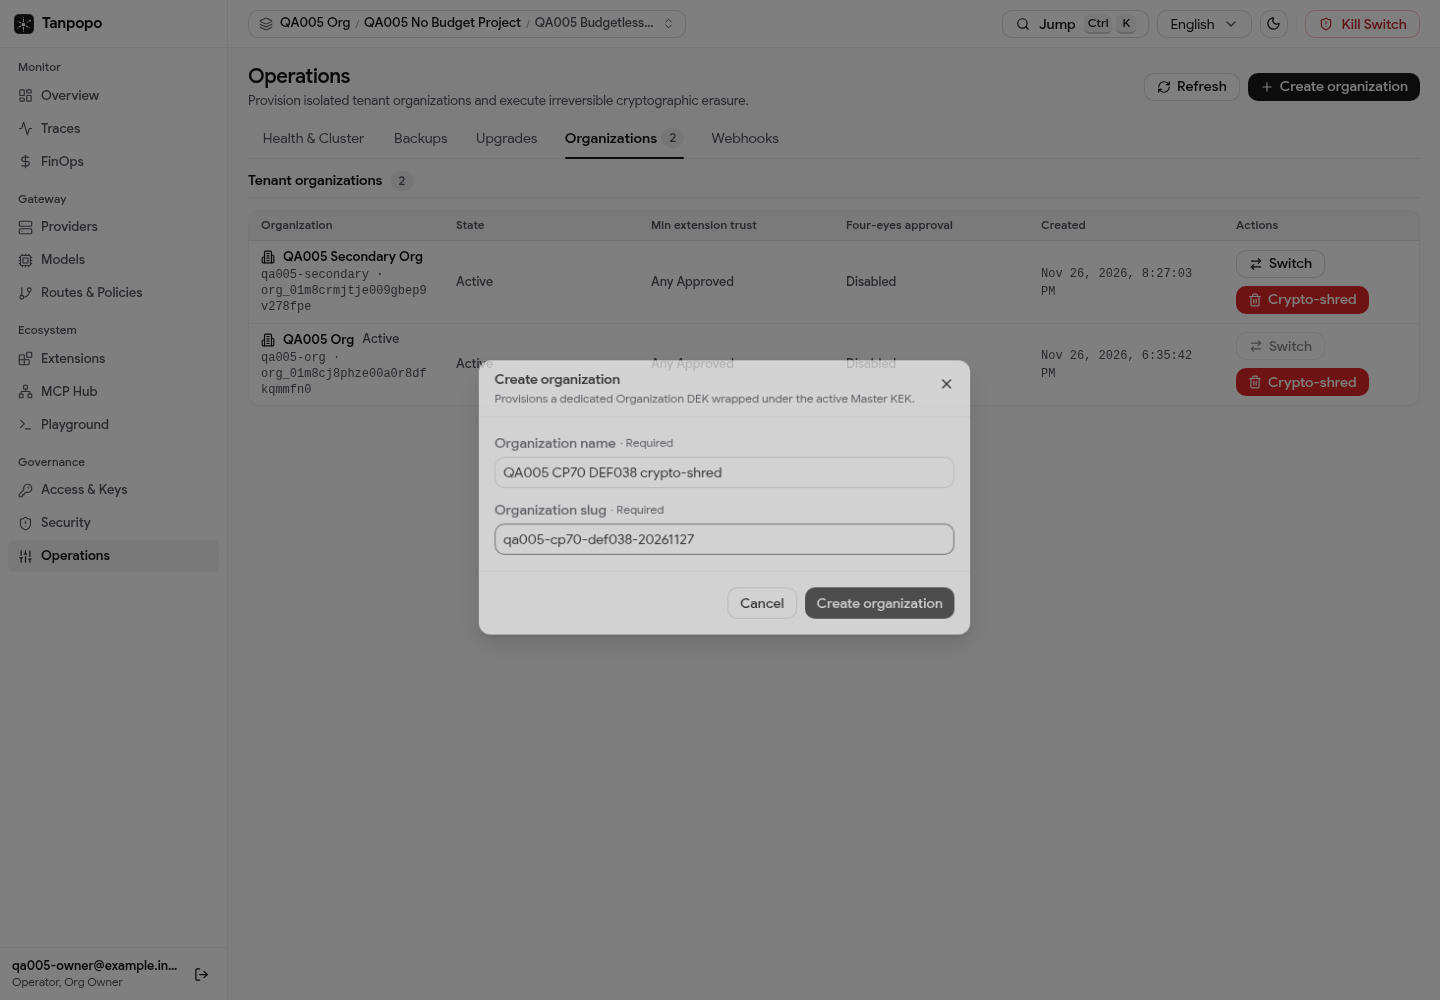 Tanpopo
QA005 Org / QA005 No Budget Project / QA005 Budgetless...
Jump Ctrl K
English
Kill Switch
Monitor
Overview
Traces
FinOps
Gateway
Providers
Models
Routes & Policies
Ecosystem
Extensions
MCP Hub
Playground
Governance
Access & Keys
Security
Operations
qa005-owner@example.in...
Operator, Org Owner
Operations
Provision isolated tenant organizations and execute irreversible cryptographic erasure.
Refresh
Create organization
Health & Cluster Backups Upgrades Organizations 2 Webhooks
Tenant organizations 2
Organization State Min extension trust Four-eyes approval Created Actions
QA005 Secondary Org
qa005-secondary ·
org_01m8crmjtje009gbep9
v278fpe
Active
Any Approved
Disabled
Nov 26, 2026, 8:27:03
PM
Switch
Crypto-shred
QA005 Org Active
qa005-org ·
org_01m8cj8phze00a0r8df
kqmmfn0
Active
Any Approved
Disabled
Nov 26, 2026, 6:35:42
PM
Switch
Crypto-shred
Create organization
Provisions a dedicated Organization DEK wrapped under the active Master KEK.
Organization name · Required
QA005 CP70 DEF038 crypto-shred
Organization slug · Required
qa005-cp70-def038-20261127
Cancel
Create organization